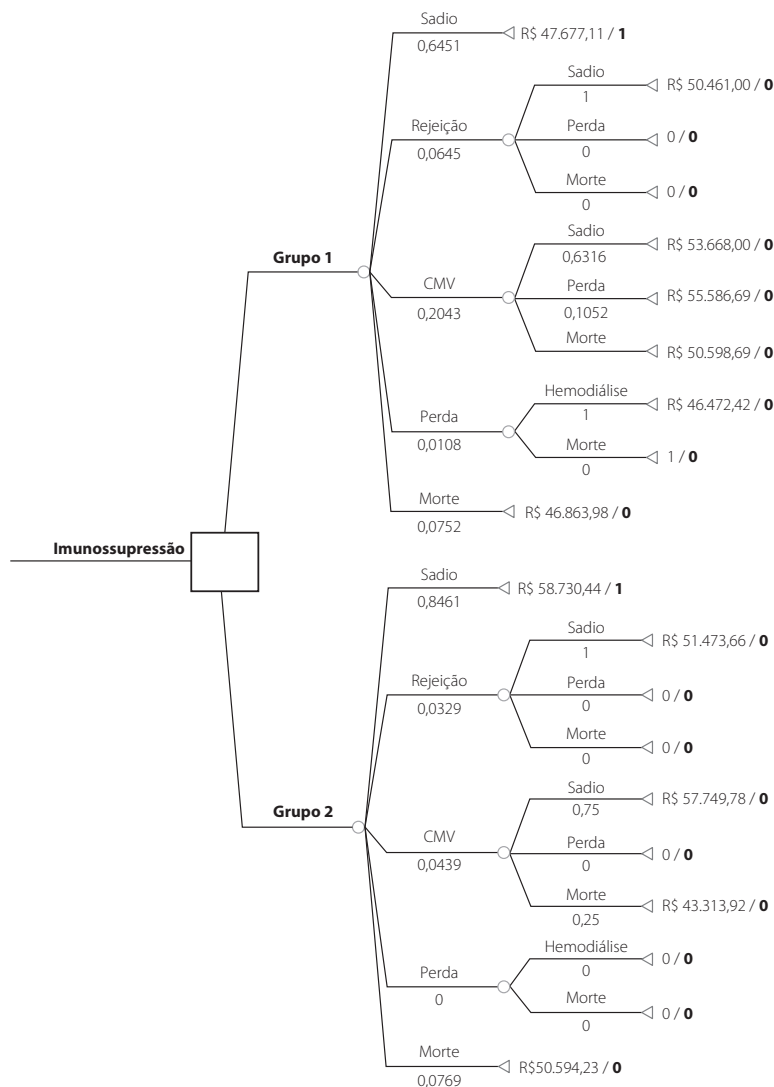 Sadio
0,6451
R$ 47.677,11 / 1
Rejeição
0,0645
Sadio
1
R$ 50.461,00 / 0
Perda
0
0 / 0
Morte
0
0 / 0
Grupo 1
CMV
0,2043
Sadio
0,6316
R$ 53.668,00 / 0
Perda
0,1052
R$ 55.586,69 / 0
Morte
R$ 50.598,69 / 0
Perda
0,0108
Hemodiálise
1
R$ 46.472,42 / 0
Morte
0
1 / 0
Morte
0,0752
R$ 46.863,98 / 0
Imunossupressão
Sadio
0,8461
R$ 58.730,44 / 1
Rejeição
0,0329
Sadio
1
R$ 51.473,66 / 0
Perda
0
0 / 0
Morte
0
0 / 0
Grupo 2
CMV
0,0439
Sadio
0,75
R$ 57.749,78 / 0
Perda
0
0 / 0
Morte
0,25
R$ 43.313,92 / 0
Perda
0
Hemodiálise
0
0 / 0
Morte
0
0 / 0
Morte
0,0769
R$50.594,23 / 0